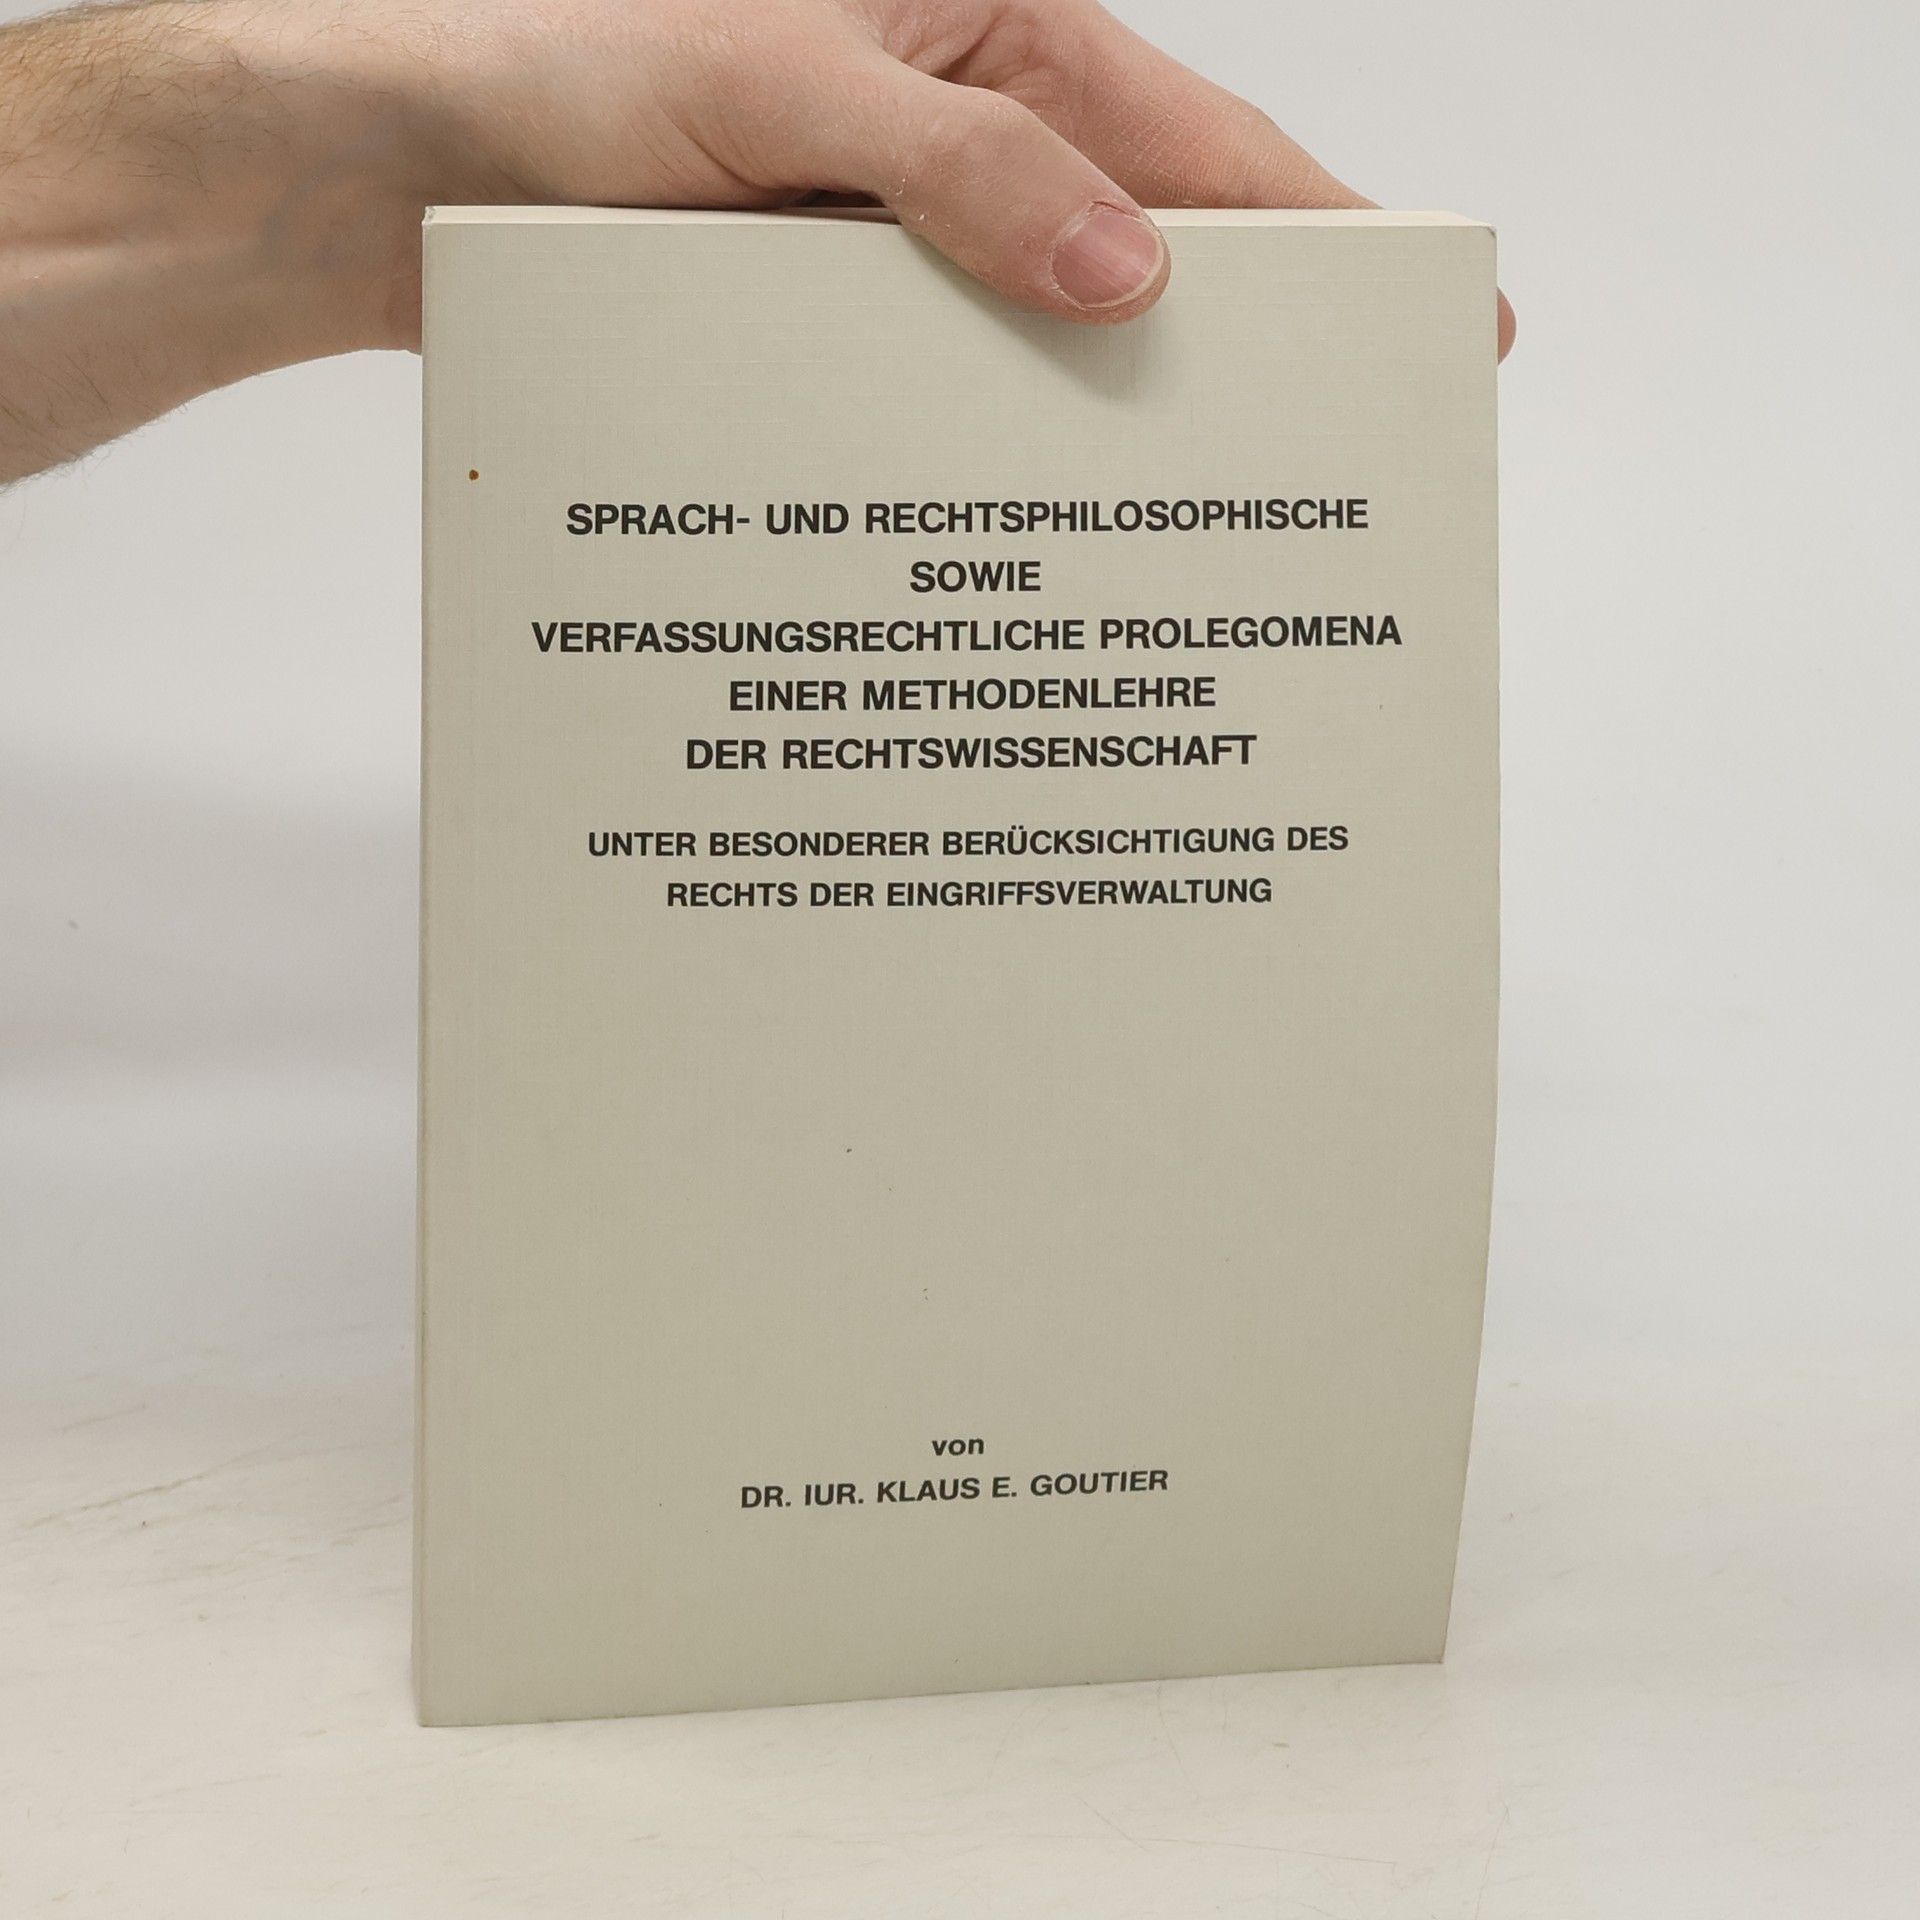 SPRACH- UND RECHTSPHILOSOPHISCHE
SOWIE
VERFASSUNGSRECHTLICHE PROLEGOMENA
EINER METHODENLEHRE
DER RECHTSWISSENSCHAFT
UNTER BESONDERER BERÜCKSICHTIGUNG DES
RECHTS DER EINGRIFFSVERWALTUNG
von
DR. IUR. KLAUS E. GOUTIER